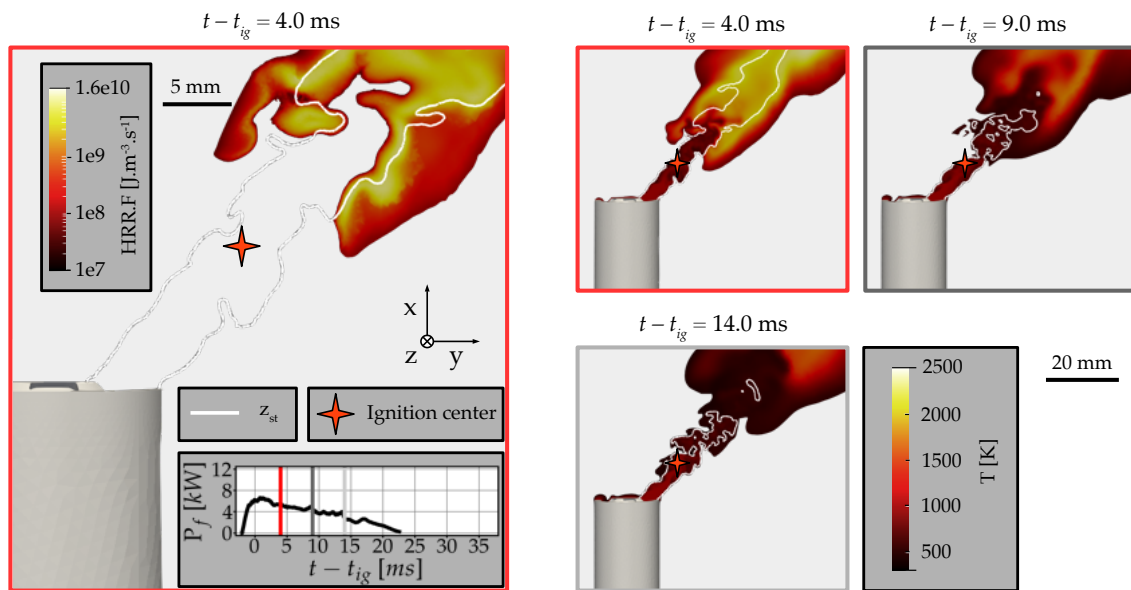 t − t_ig = 4.0 ms
HRR.F [J.m⁻³.s⁻¹]
1.6e10
1e9
1e8
1e7
5 mm
x
z
y
z_st
Ignition center
P_f [kW]
12
8
4
0
0 5 10 15 20 25 30 35
t − t_ig [ms]
t − t_ig = 4.0 ms
t − t_ig = 9.0 ms
t − t_ig = 14.0 ms
2500
2000
1500
1000
500
T [K]
20 mm